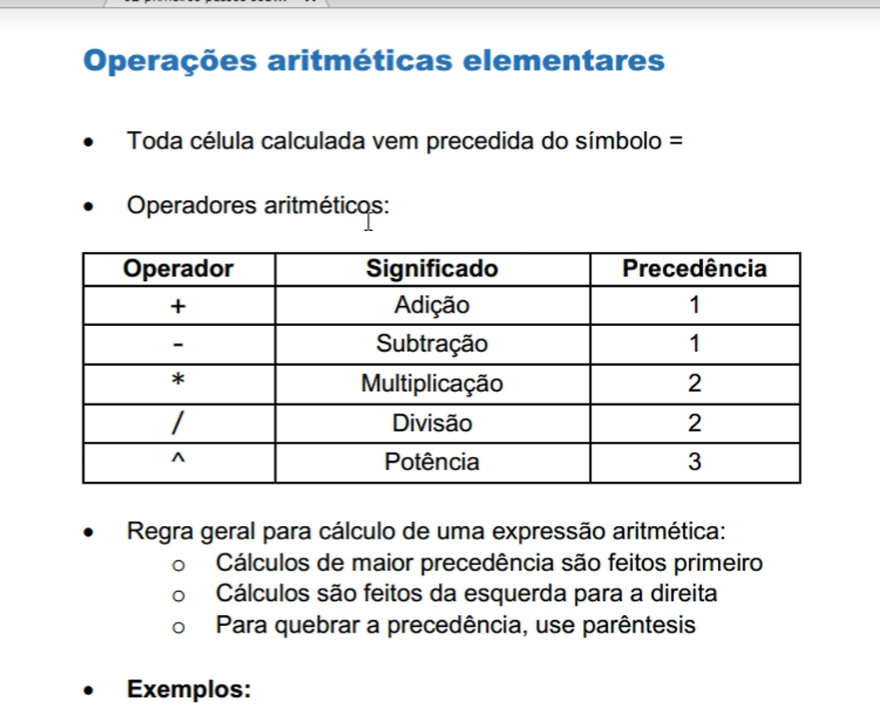 Operações aritméticas elementares
• Toda célula calculada vem precedida do símbolo =
• Operadores aritméticos:
Operador Significado Precedência
+ Adição 1
- Subtração 1
* Multiplicação 2
/ Divisão 2
^ Potência 3
• Regra geral para cálculo de uma expressão aritmética:
o Cálculos de maior precedência são feitos primeiro
o Cálculos são feitos da esquerda para a direita
o Para quebrar a precedência, use parêntesis
• Exemplos: